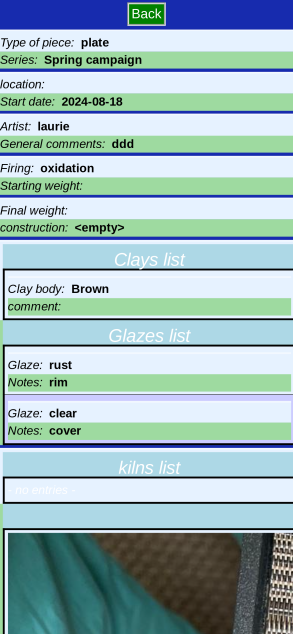 Back
Type of piece: plate
Series: Spring campaign
location:
Start date: 2024-08-18
Artist: laurie
General comments: ddd
Firing: oxidation
Starting weight:
Final weight:
construction: <empty>
Clays list
Clay body: Brown
comment:
Glazes list
Glaze: rust
Notes: rim
Glaze: clear
Notes: cover
kilns list
- no entries -